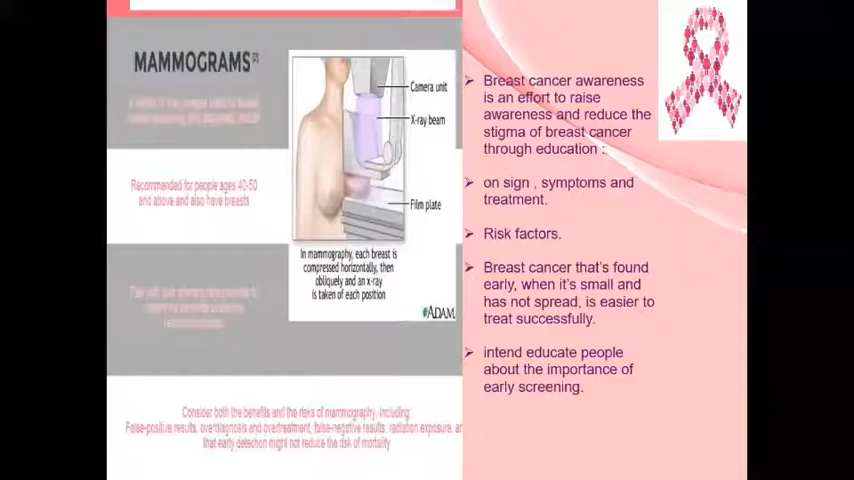 MAMMOGRAMS
Recommended for people ages 40-50
and above and also have breasts
Camera unit
X-ray beam
Film plate
In mammography, each breast is
compressed horizontally, then
obliquely and an x-ray
is taken of each position
ADAM.
Consider both the benefits and the risks of mammography, including:
False-positive results, overdiagnosis and overtreatment, false-negative results, radiation exposure, an
that early detection might not reduce the risk of mortality
➢ Breast cancer awareness
is an effort to raise
awareness and reduce the
stigma of breast cancer
through education :
➢ on sign , symptoms and
treatment.
➢ Risk factors.
➢ Breast cancer that's found
early, when it's small and
has not spread, is easier to
treat successfully.
➢ intend educate people
about the importance of
early screening.